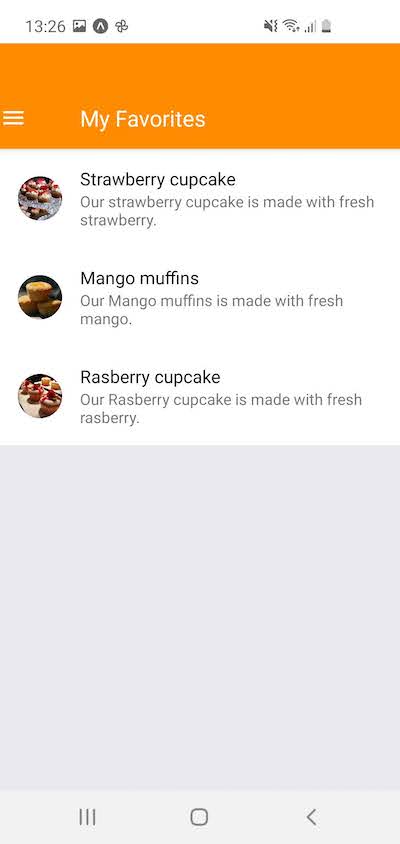 13:26
My Favorites
Strawberry cupcake
Our strawberry cupcake is made with fresh
strawberry.
Mango muffins
Our Mango muffins is made with fresh
mango.
Rasberry cupcake
Our Rasberry cupcake is made with fresh
rasberry.